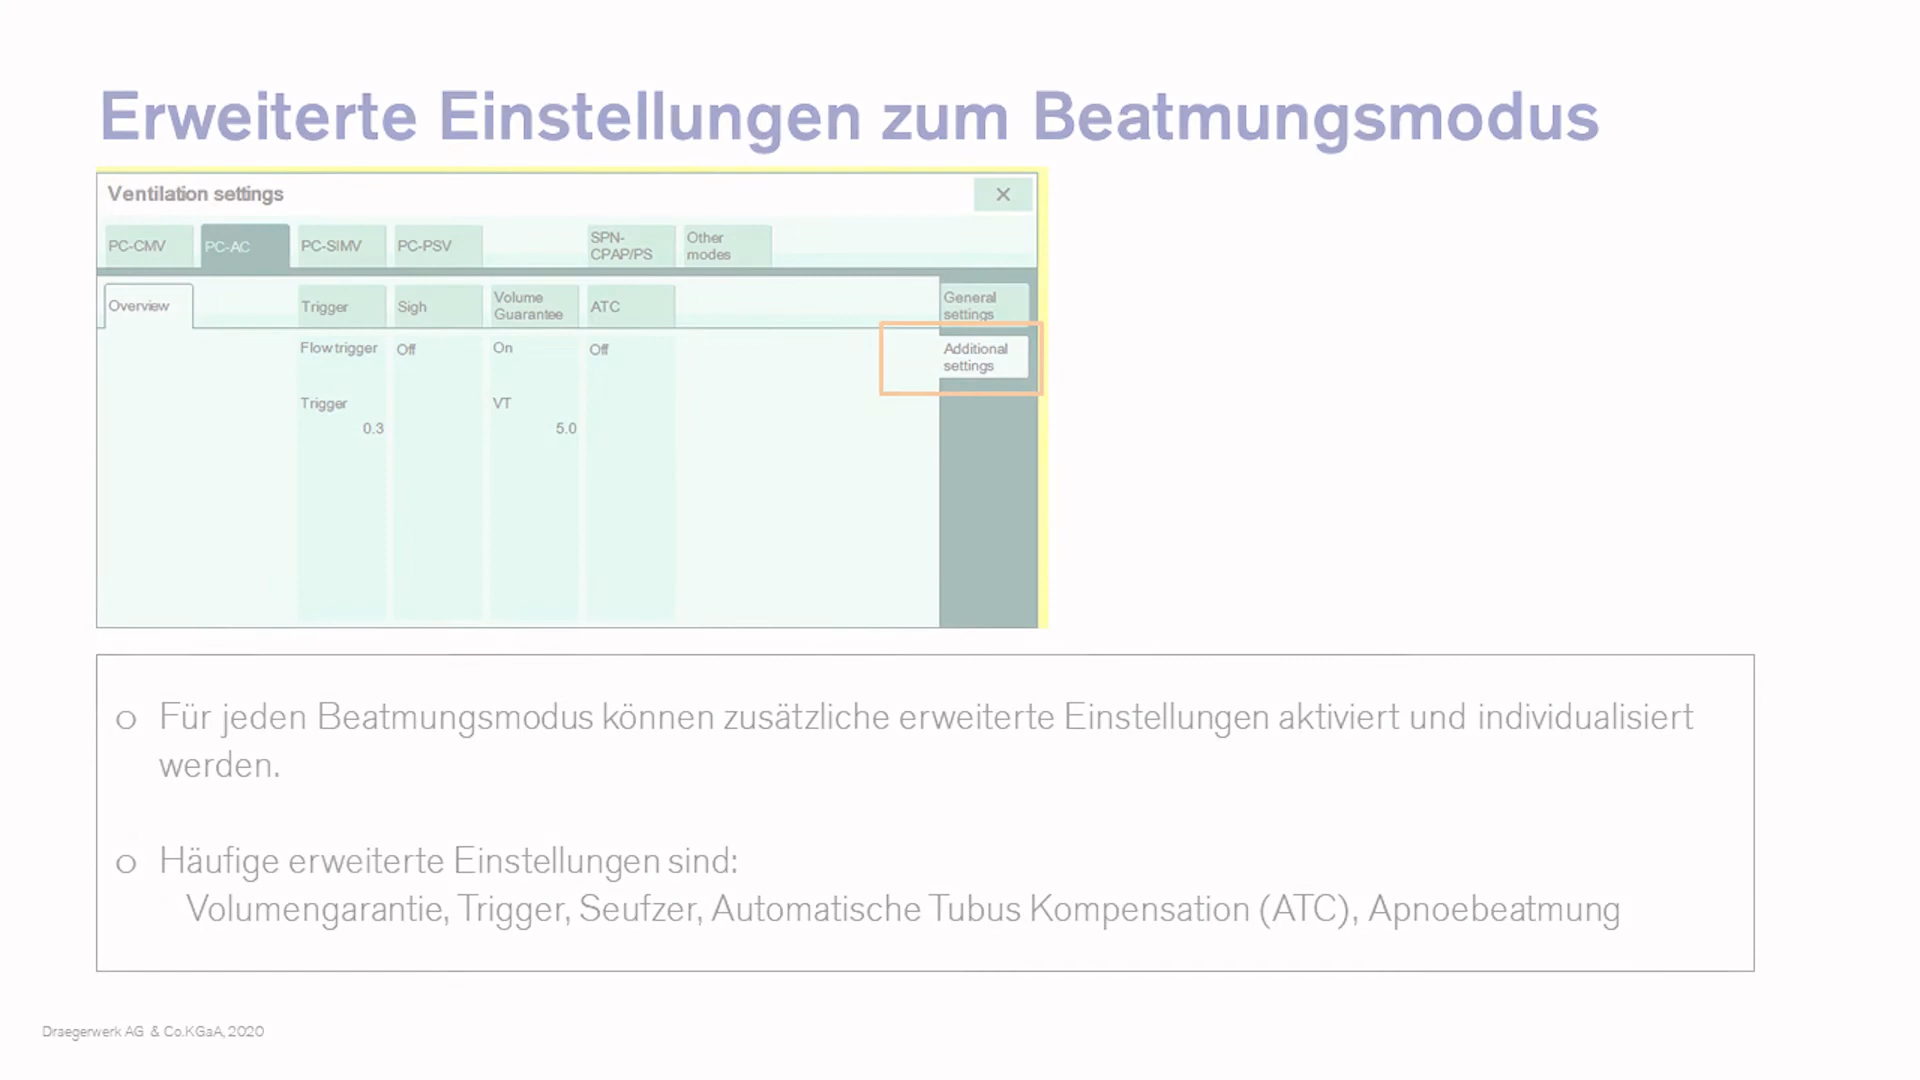 Erweiterte Einstellungen zum Beatmungsmodus
Ventilation settings ×
PC-CMV PC-AC PC-SIMV PC-PSV SPN-CPAP/PS Other modes
Overview Trigger Sigh Volume Guarantee ATC General settings
Flowtrigger Off On Off Additional settings
Trigger VT
0.3 5.0
o Für jeden Beatmungsmodus können zusätzliche erweiterte Einstellungen aktiviert und individualisiert
werden.
o Häufige erweiterte Einstellungen sind:
Volumengarantie, Trigger, Seufzer, Automatische Tubus Kompensation (ATC), Apnoebeatmung
Draegerwerk AG & Co.KGaA, 2020